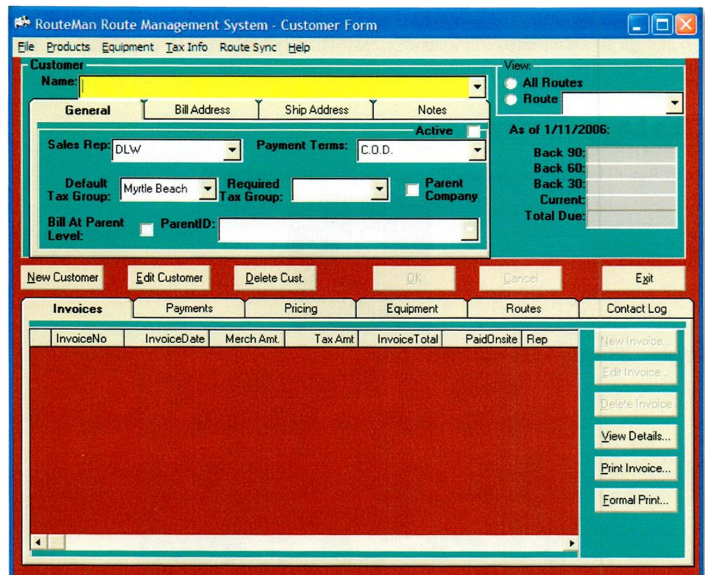 RouteMan Route Management System - Customer Form
File Products Equipment Tax Info Route Sync Help
Customer
View:
Name:
All Routes
Route
General Bill Address Ship Address Notes
Active
As of 1/11/2006:
Sales Rep: DLW Payment Terms: C.O.D.
Back 90:
Back 60:
Back 30:
Current:
Total Due:
Default Tax Group: Myrtle Beach Required Tax Group: Parent Company
Bill At Parent Level: ParentID:
New Customer Edit Customer Delete Cust. OK Cancel Exit
Invoices Payments Pricing Equipment Routes Contact Log
InvoiceNo InvoiceDate Merch Amt. Tax Amt InvoiceTotal PaidOnsite Rep
New Invoice...
Edit Invoice...
Delete Invoice
View Details...
Print Invoice...
Formal Print...